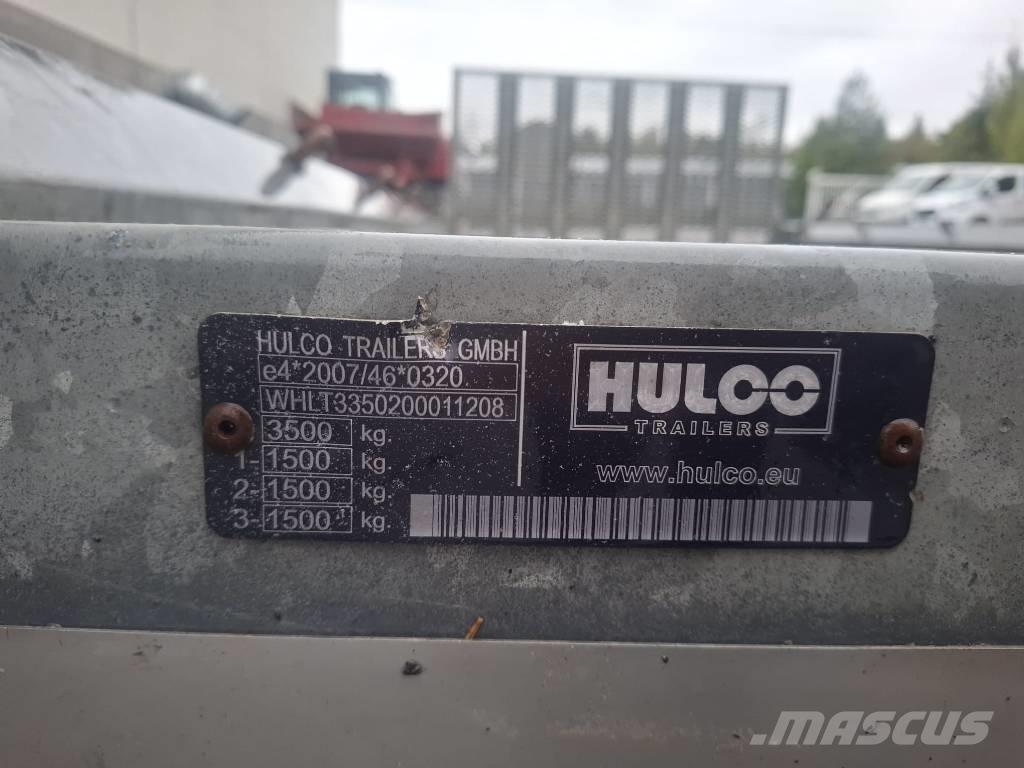 HULCO TRAILERS GMBH
e4*2007/46*0320
WHLT3350200011208
3500 kg.
1- 1500 kg.
2- 1500 kg.
3- 1500 kg.
HULCO
TRAILERS
www.hulco.eu
MASCUS